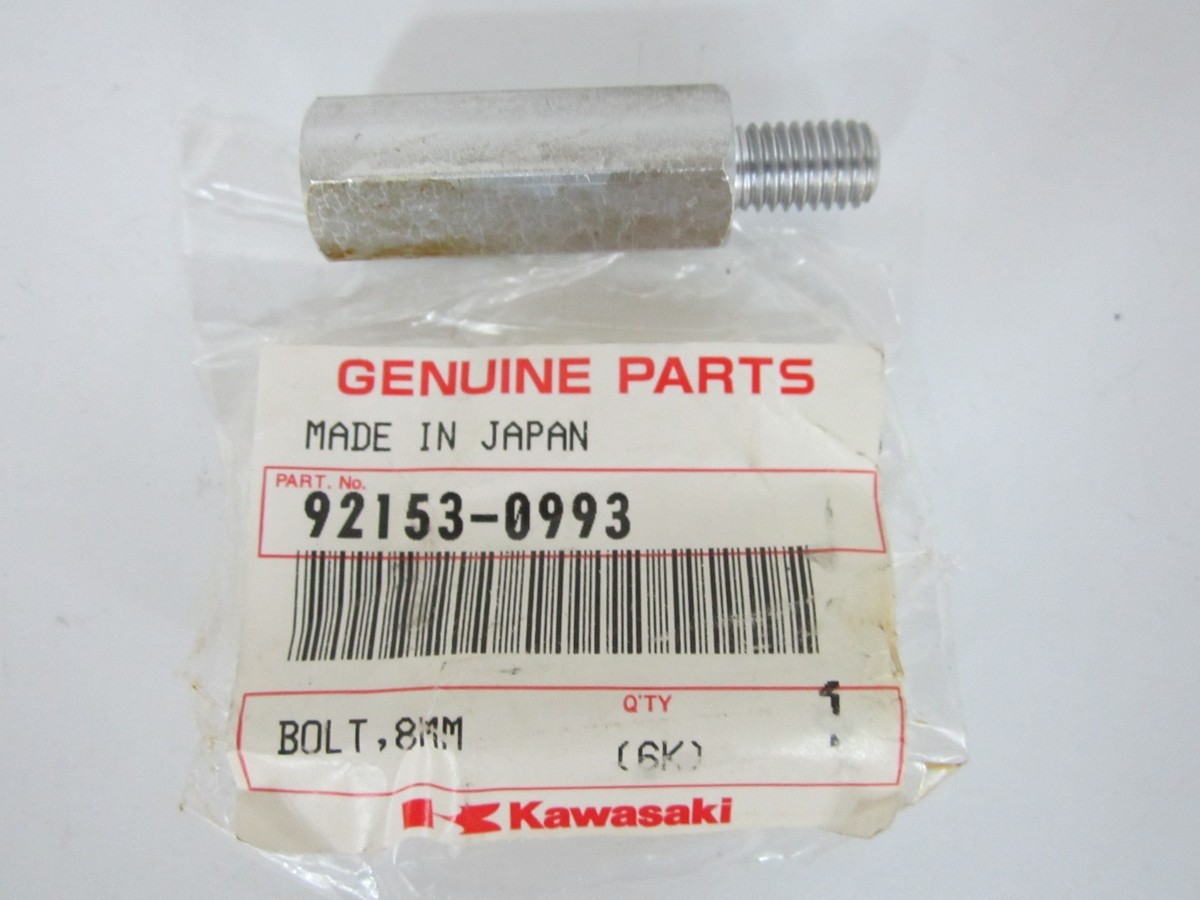 GENUINE PARTS
MADE IN JAPAN
PART. No.
92153-0993
Q'TY 1
BOLT,8MM (6K)
Kawasaki